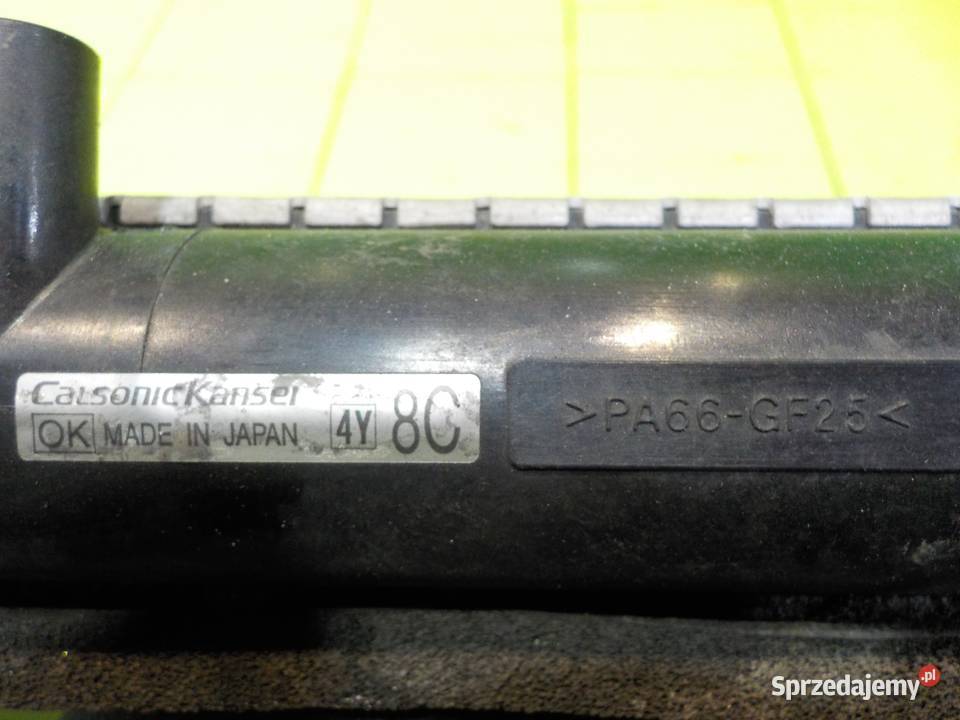 CalsonicKansei
OK MADE IN JAPAN 4Y 8C
>PA66-GF25<
Sprzedajemy.pl